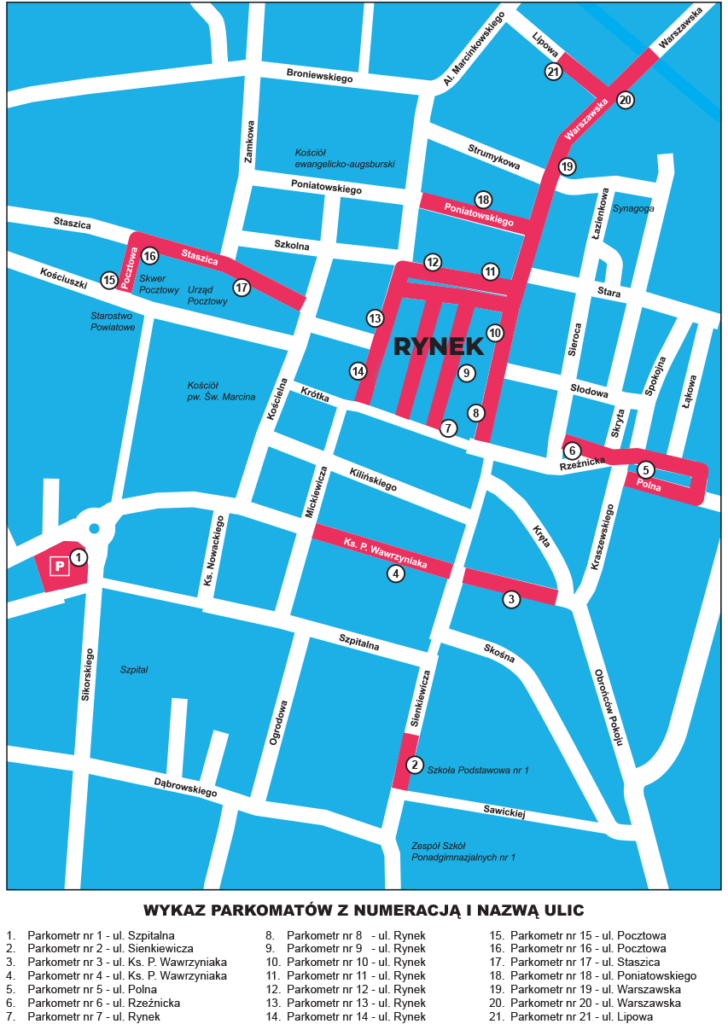 Warszawska
Lipowa
Al. Marcinkowskiego
21
Broniewskiego
20
Warszawska
Zamkowa
Strumykowa
19
Kościół
ewangelicko-augsburski
Poniatowskiego
18
Poniatowskiego
Łazienkowa
Synagoga
Staszica
Szkolna
16
Staszica
Pocztowa
12
11
Kościuszki
15
Skwer
Pocztowy
Urząd
Pocztowy
17
Stara
Starostwo
Powiatowe
13
10
RYNEK
Sieroca
14
9
Spokojna
Kościół
pw. Św. Marcina
Kościelna
Krótka
Słodowa
Łąkowa
8
7
Skryta
6
Rzeźnicka
5
Polna
Kilińskiego
Mickiewicza
Kręta
Kraszewskiego
Ks. Nowackiego
Ks. P. Wawrzyniaka
1
P
4
3
Szpitalna
Skośna
Sikorskiego
Szpital
Sienkiewicza
Obrońców Pokoju
Ogrodowa
2
Szkoła Podstawowa nr 1
Dąbrowskiego
Sawickiej
Zespół Szkół
Ponadgimnazjalnych nr 1
WYKAZ PARKOMATÓW Z NUMERACJĄ I NAZWĄ ULIC
1. Parkometr nr 1 - ul. Szpitalna
2. Parkometr nr 2 - ul. Sienkiewicza
3. Parkometr nr 3 - ul. Ks. P. Wawrzyniaka
4. Parkometr nr 4 - ul. Ks. P. Wawrzyniaka
5. Parkometr nr 5 - ul. Polna
6. Parkometr nr 6 - ul. Rzeźnicka
7. Parkometr nr 7 - ul. Rynek
8. Parkometr nr 8 - ul. Rynek
9. Parkometr nr 9 - ul. Rynek
10. Parkometr nr 10 - ul. Rynek
11. Parkometr nr 11 - ul. Rynek
12. Parkometr nr 12 - ul. Rynek
13. Parkometr nr 13 - ul. Rynek
14. Parkometr nr 14 - ul. Rynek
15. Parkometr nr 15 - ul. Pocztowa
16. Parkometr nr 16 - ul. Pocztowa
17. Parkometr nr 17 - ul. Staszica
18. Parkometr nr 18 - ul. Poniatowskiego
19. Parkometr nr 19 - ul. Warszawska
20. Parkometr nr 20 - ul. Warszawska
21. Parkometr nr 21 - ul. Lipowa